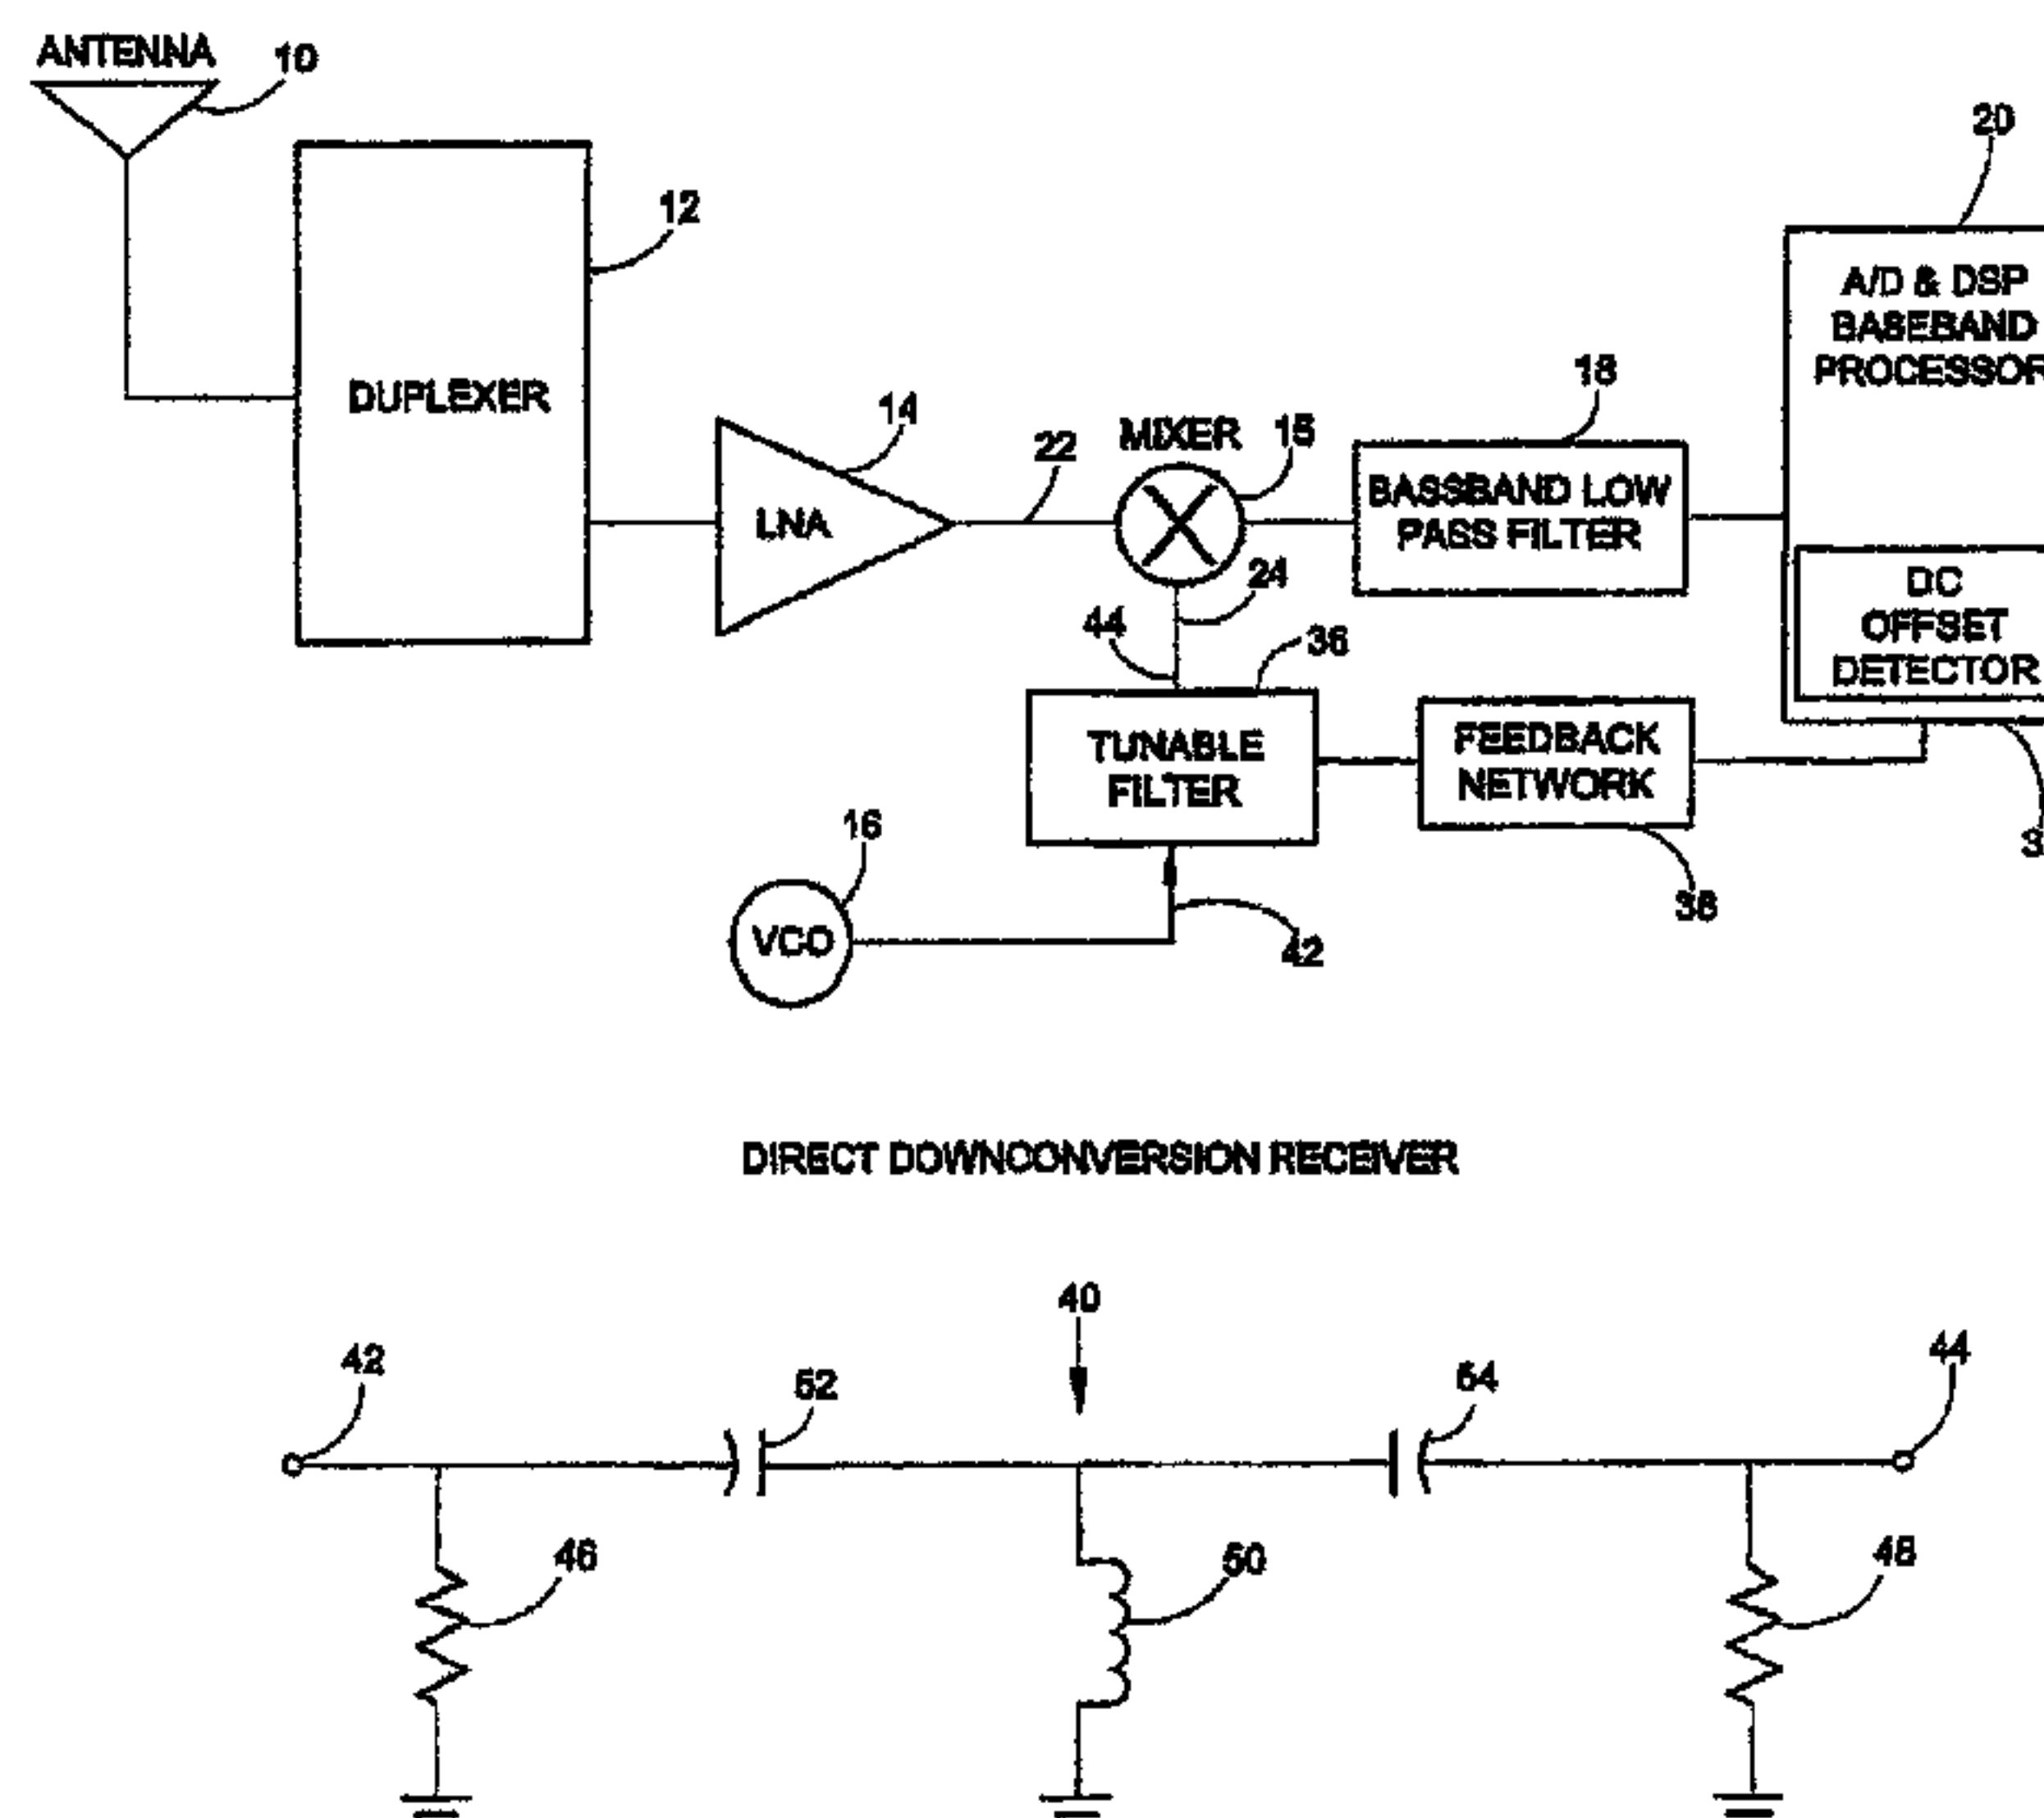 ANTENNA
10
20
12
A/D & DSP
BASEBAND
PROCESSOR
18
DUPLEXER
14
MIXER
15
22
BASSBAND LOW
PASS FILTER
LNA
24
DC
OFFSET
DETECTOR
44
36
TUNABLE
FILTER
FEEDBACK
NETWORK
16
38
VCO
42
DIRECT DOWNCONVERSION RECEIVER
40
42
52
54
44
46
50
48